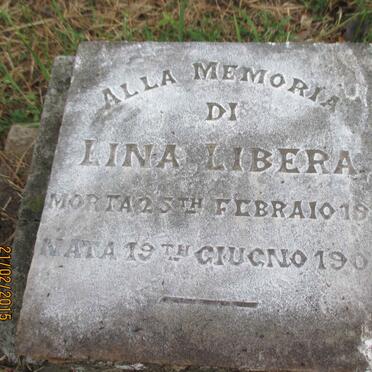 ALLA MEMORIA
DI
LINA LIBERA
MORTA 25TH FEBRAIO 19
NATA 19TH GIUGNO 190
21/02/2015